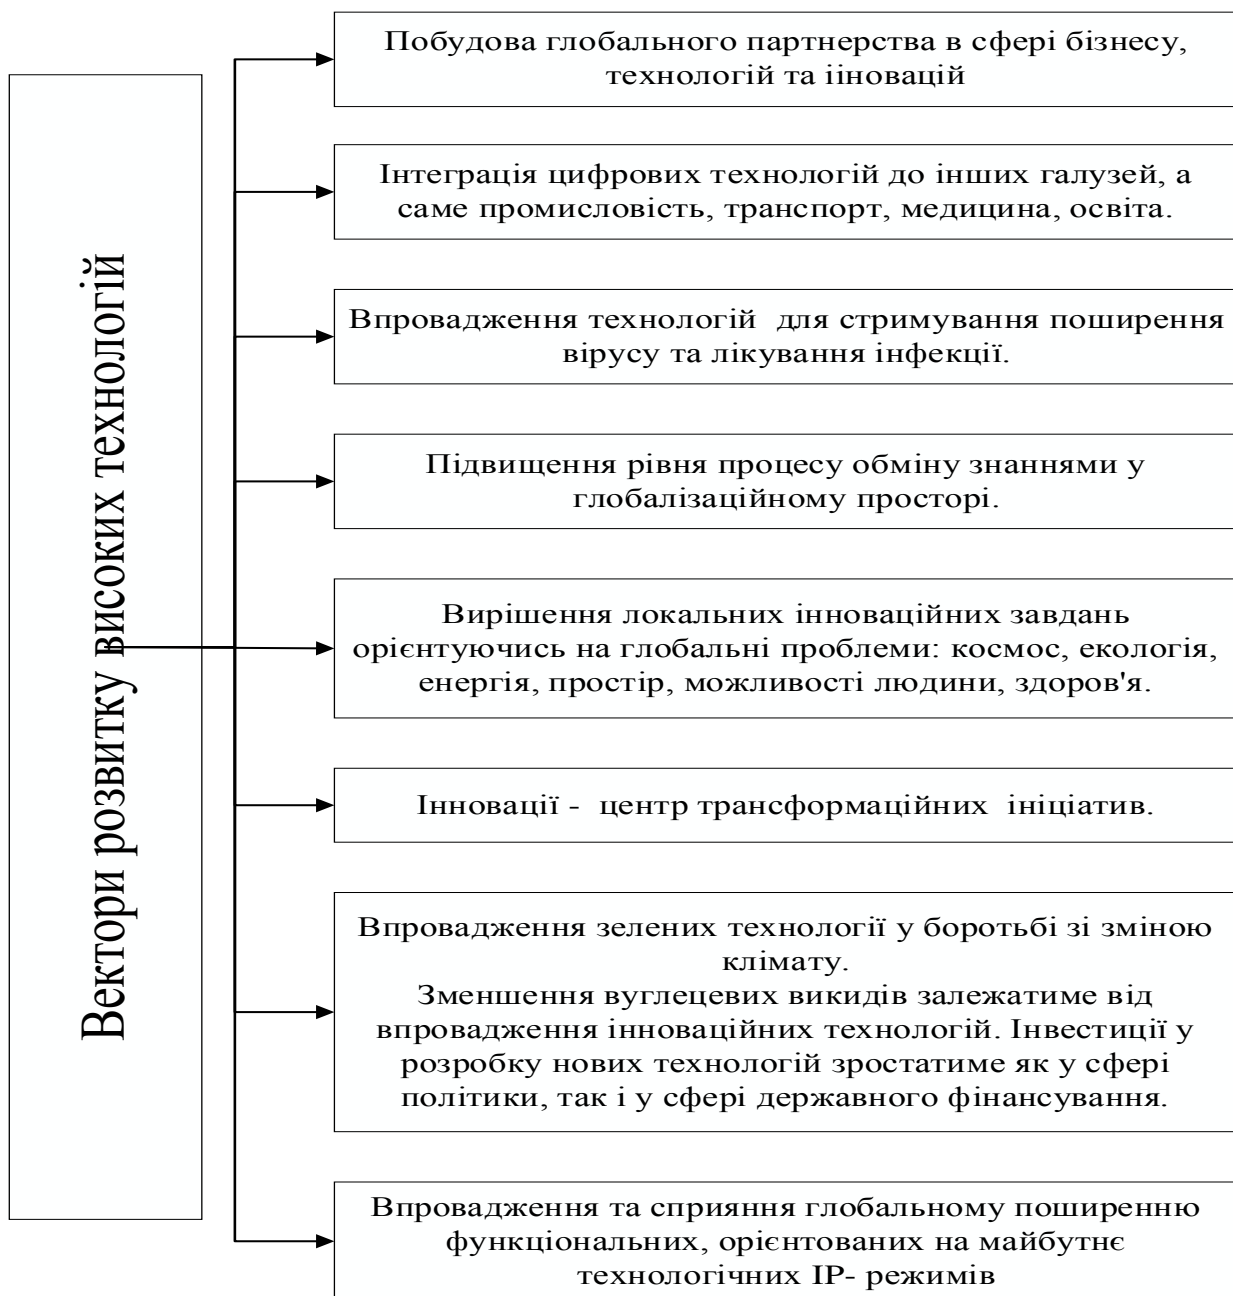 Вектори розвитку високих технологій
Побудова глобального партнерства в сфері бізнесу,
технологій та ііновацій
Інтеграція цифрових технологій до інших галузей, а
саме промисловість, транспорт, медицина, освіта.
Впровадження технологій для стримування поширення
вірусу та лікування інфекції.
Підвищення рівня процесу обміну знаннями у
глобалізаційному просторі.
Вирішення локальних інноваційних завдань
орієнтуючись на глобальні проблеми: космос, екологія,
енергія, простір, можливості людини, здоров'я.
Інновації - центр трансформаційних ініціатив.
Впровадження зелених технології у боротьбі зі зміною
клімату.
Зменшення вуглецевих викидів залежатиме від
впровадження інноваційних технологій. Інвестиції у
розробку нових технологій зростатиме як у сфері
політики, так і у сфері державного фінансування.
Впровадження та сприяння глобальному поширенню
функціональних, орієнтованих на майбутнє
технологічних ІР- режимів